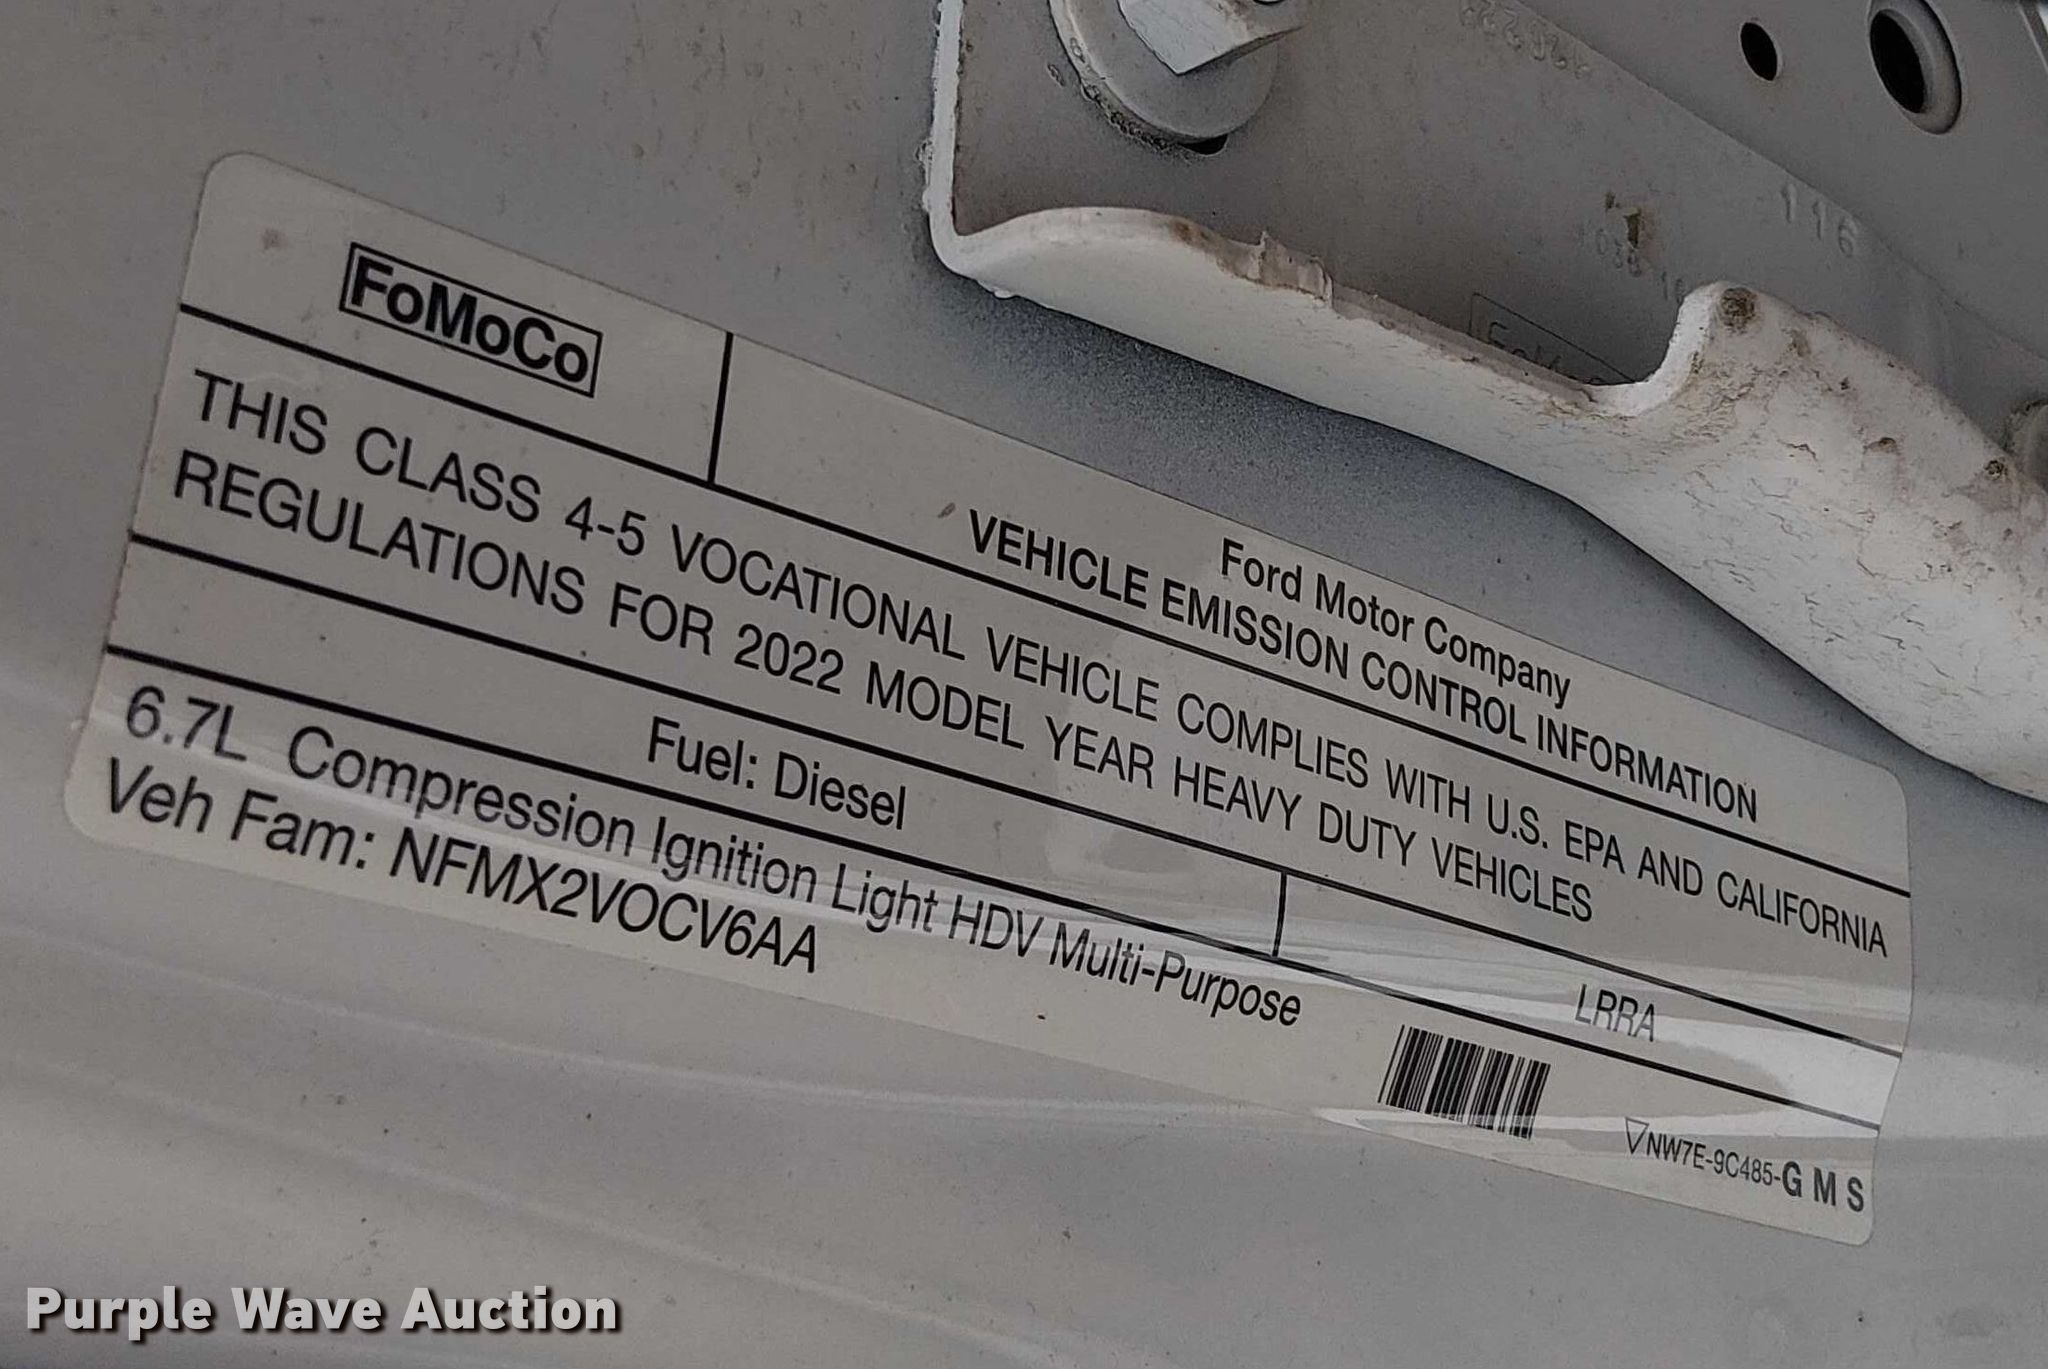 116
FoMoCo
Ford Motor Company
VEHICLE EMISSION CONTROL INFORMATION
THIS CLASS 4-5 VOCATIONAL VEHICLE COMPLIES WITH U.S. EPA AND CALIFORNIA
REGULATIONS FOR 2022 MODEL YEAR HEAVY DUTY VEHICLES
Fuel: Diesel
LRRA
6.7L Compression Ignition Light HDV Multi-Purpose
Veh Fam: NFMX2VOCV6AA
▽NW7E-9C485-G M S
Purple Wave Auction